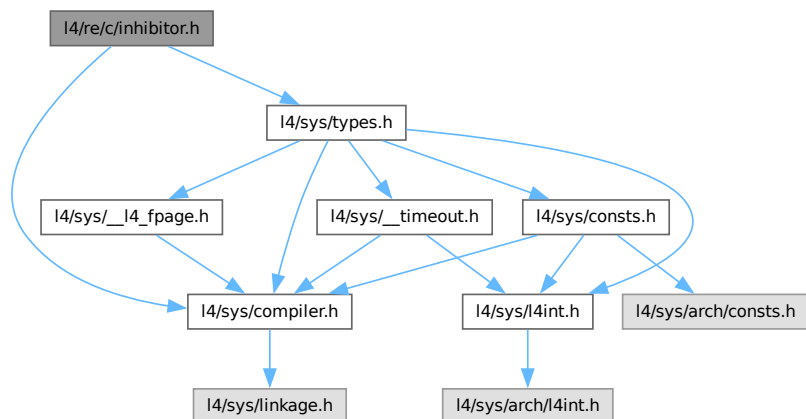 l4/re/c/inhibitor.h
l4/sys/types.h
l4/sys/__l4_fpage.h
l4/sys/__timeout.h
l4/sys/consts.h
l4/sys/compiler.h
l4/sys/l4int.h
l4/sys/arch/consts.h
l4/sys/linkage.h
l4/sys/arch/l4int.h